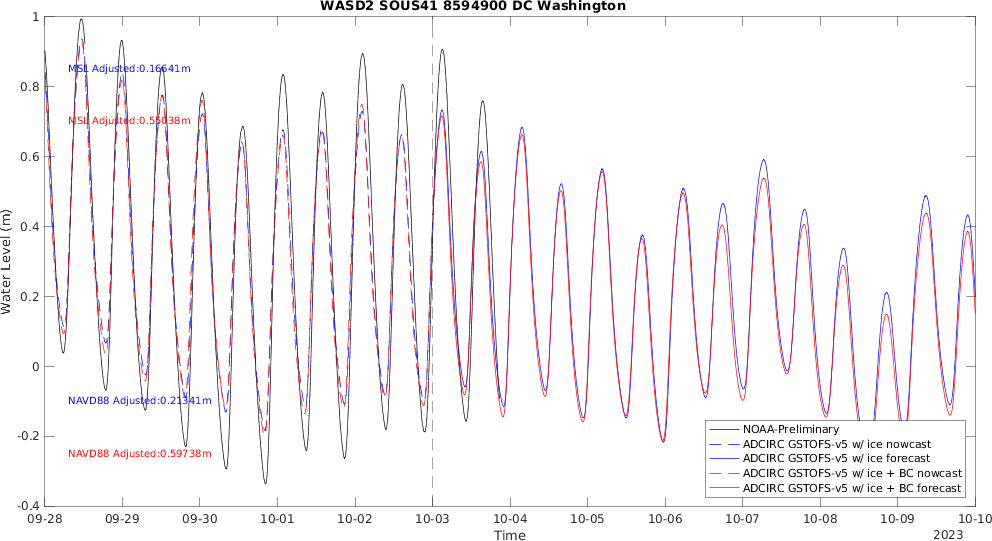 WASD2 SOUS41 8594900 DC Washington
1
0.8
0.6
0.4
0.2
0
-0.2
-0.4
Water Level (m)
MSL Adjusted:0.16641m
MSL Adjusted:0.55038m
NAVD88 Adjusted:0.21341m
NAVD88 Adjusted:0.59738m
NOAA-Preliminary
ADCIRC GSTOFS-v5 w/ ice nowcast
ADCIRC GSTOFS-v5 w/ ice forecast
ADCIRC GSTOFS-v5 w/ ice + BC nowcast
ADCIRC GSTOFS-v5 w/ ice + BC forecast
09-28 09-29 09-30 10-01 10-02 10-03 10-04 10-05 10-06 10-07 10-08 10-09 10-10
Time
2023